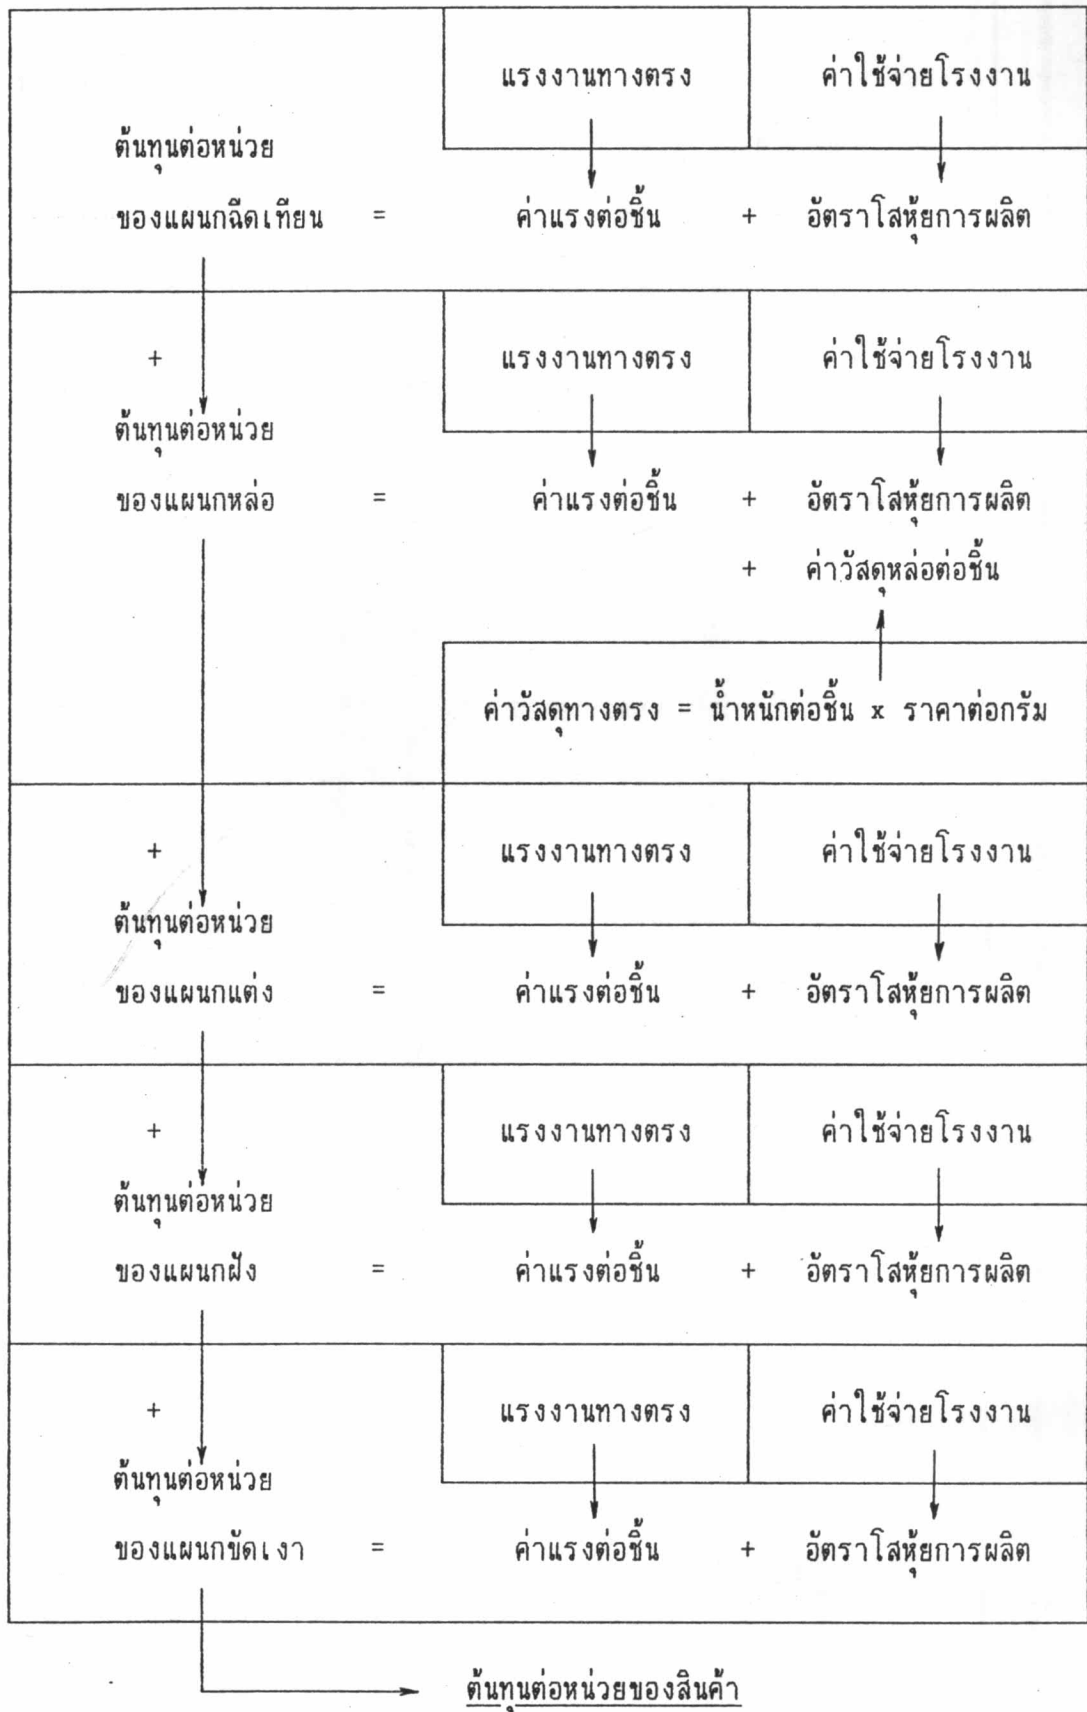 แรงงานทางตรง ค่าใช้จ่ายโรงงาน
ต้นทุนต่อหน่วย
ของแผนกฉีดเทียน = ค่าแรงต่อชิ้น + อัตราโสหุ้ยการผลิต
+ แรงงานทางตรง ค่าใช้จ่ายโรงงาน
ต้นทุนต่อหน่วย
ของแผนกหล่อ = ค่าแรงต่อชิ้น + อัตราโสหุ้ยการผลิต
+ ค่าวัสดุหล่อต่อชิ้น
ค่าวัสดุทางตรง = น้ำหนักต่อชิ้น x ราคาต่อกรัม
+ แรงงานทางตรง ค่าใช้จ่ายโรงงาน
ต้นทุนต่อหน่วย
ของแผนกแต่ง = ค่าแรงต่อชิ้น + อัตราโสหุ้ยการผลิต
+ แรงงานทางตรง ค่าใช้จ่ายโรงงาน
ต้นทุนต่อหน่วย
ของแผนกฝัง = ค่าแรงต่อชิ้น + อัตราโสหุ้ยการผลิต
+ แรงงานทางตรง ค่าใช้จ่ายโรงงาน
ต้นทุนต่อหน่วย
ของแผนกขัดเงา = ค่าแรงต่อชิ้น + อัตราโสหุ้ยการผลิต
ต้นทุนต่อหน่วยของสินค้า